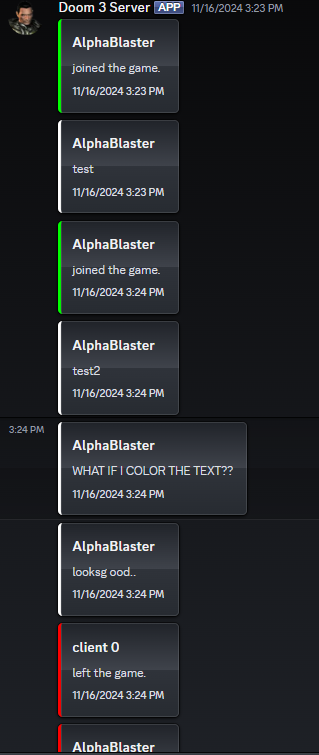 Doom 3 Server APP 11/16/2024 3:23 PM
AlphaBlaster
joined the game.
11/16/2024 3:23 PM
AlphaBlaster
test
11/16/2024 3:23 PM
AlphaBlaster
joined the game.
11/16/2024 3:24 PM
AlphaBlaster
test2
11/16/2024 3:24 PM
3:24 PM
AlphaBlaster
WHAT IF I COLOR THE TEXT??
11/16/2024 3:24 PM
AlphaBlaster
looksg ood..
11/16/2024 3:24 PM
client 0
left the game.
11/16/2024 3:24 PM
AlphaBlaster